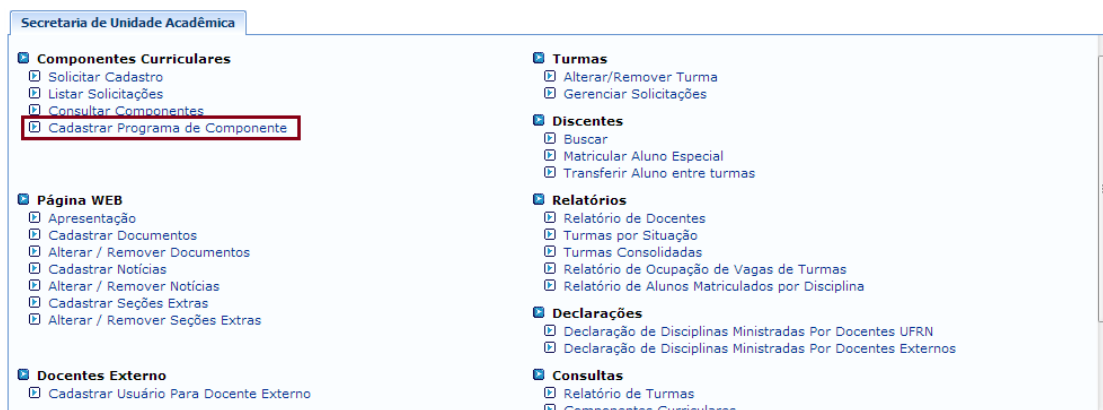 Secretaria de Unidade Acadêmica
Componentes Curriculares
Solicitar Cadastro
Listar Solicitações
Consultar Componentes
Cadastrar Programa de Componente
Página WEB
Apresentação
Cadastrar Documentos
Alterar / Remover Documentos
Cadastrar Notícias
Alterar / Remover Notícias
Cadastrar Seções Extras
Alterar / Remover Seções Extras
Docentes Externo
Cadastrar Usuário Para Docente Externo
Turmas
Alterar/Remover Turma
Gerenciar Solicitações
Discentes
Buscar
Matricular Aluno Especial
Transferir Aluno entre turmas
Relatórios
Relatório de Docentes
Turmas por Situação
Turmas Consolidadas
Relatório de Ocupação de Vagas de Turmas
Relatório de Alunos Matriculados por Disciplina
Declarações
Declaração de Disciplinas Ministradas Por Docentes UFRN
Declaração de Disciplinas Ministradas Por Docentes Externos
Consultas
Relatório de Turmas
Componentes Curriculares